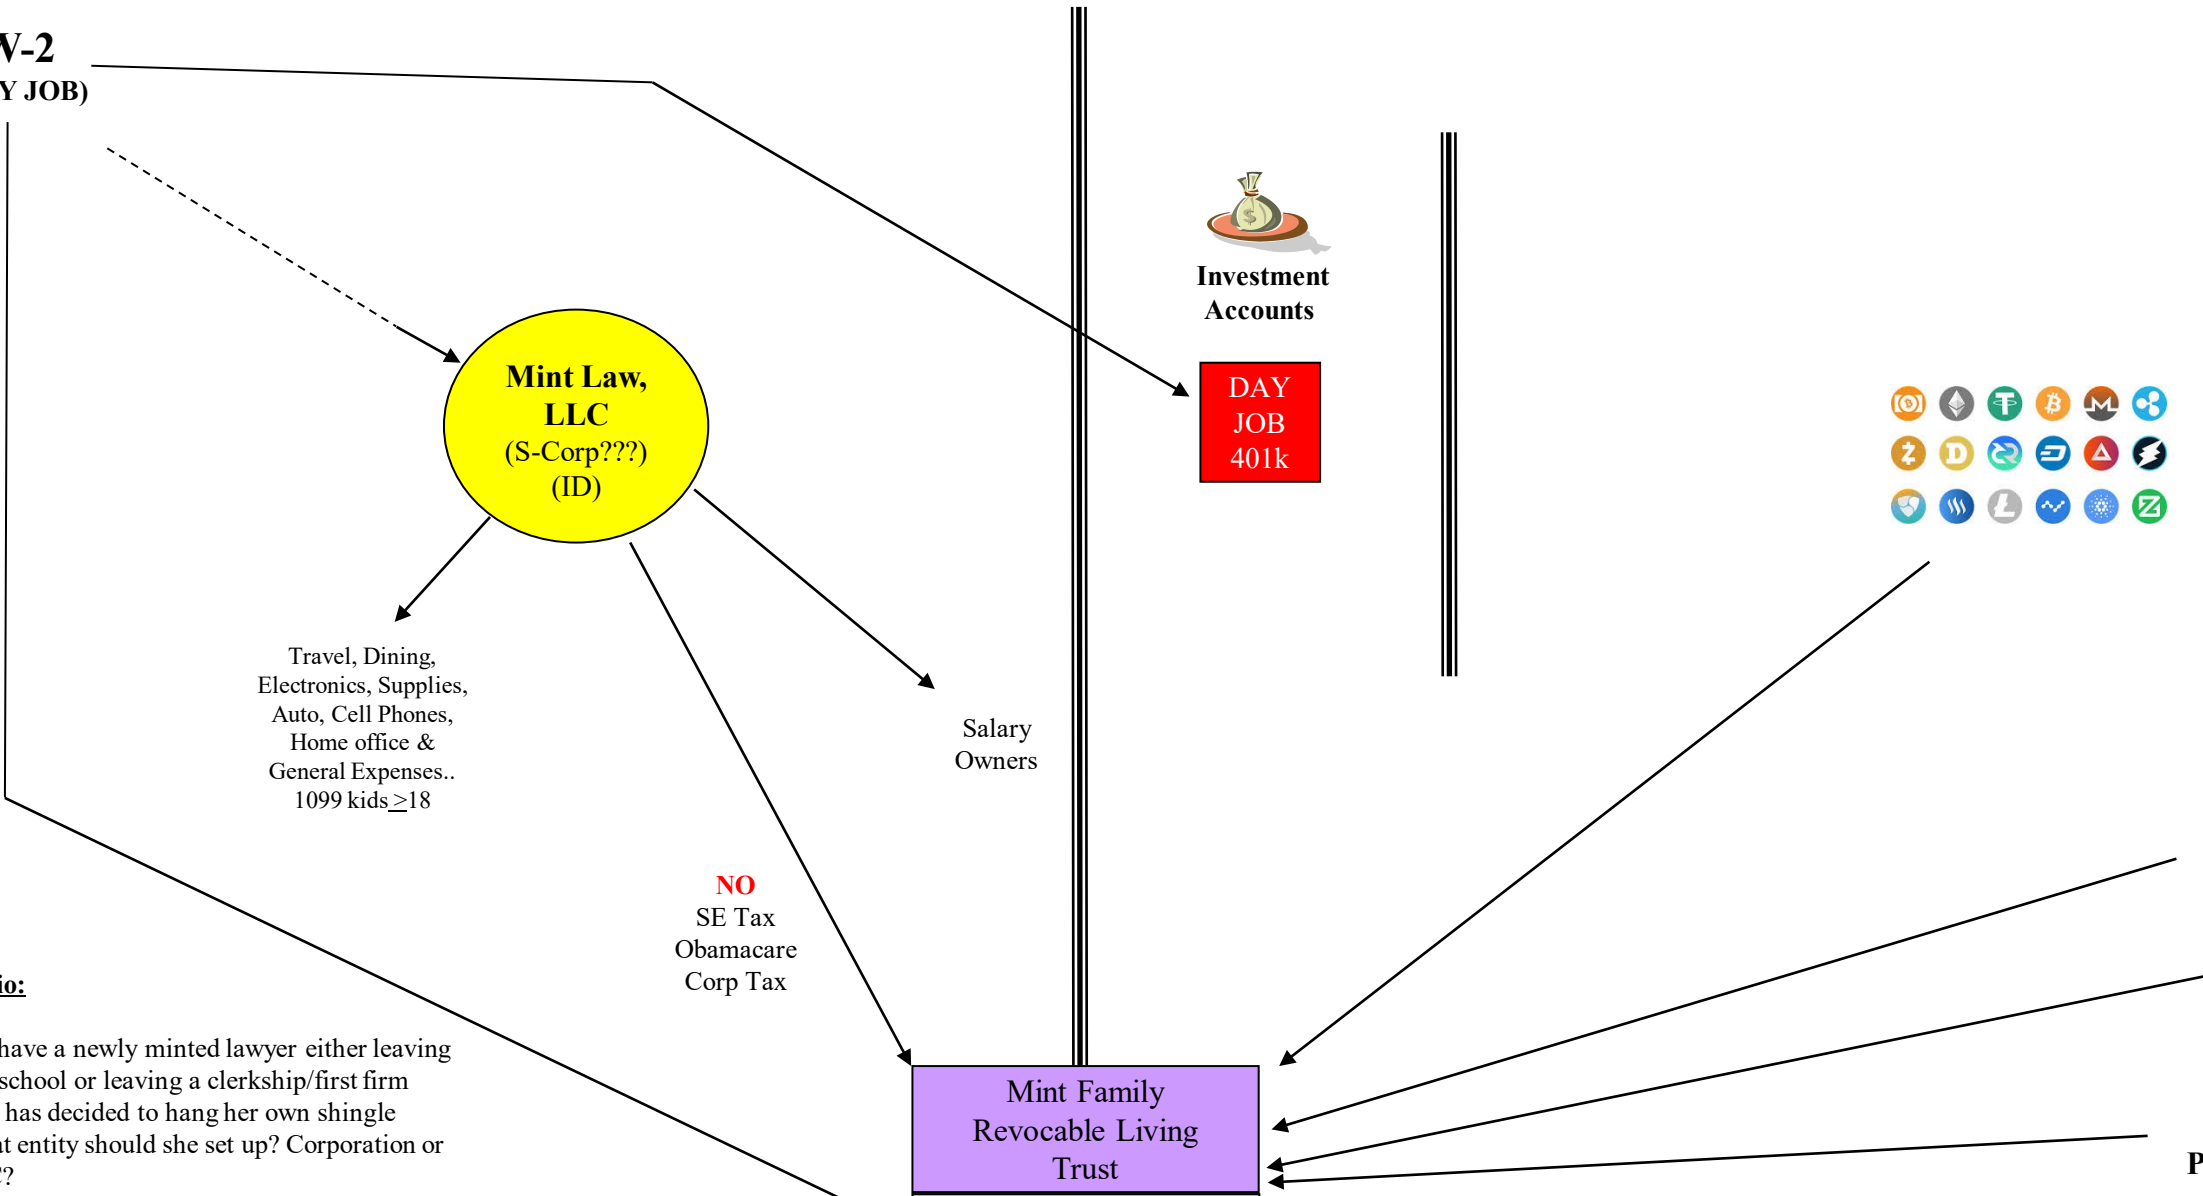 W-2
Y JOB)
Investment
Accounts
DAY
JOB
401k
Mint Law,
LLC
(S-Corp???)
(ID)
Travel, Dining,
Electronics, Supplies,
Auto, Cell Phones,
Home office &
General Expenses..
1099 kids >18
Salary
Owners
NO
SE Tax
Obamacare
Corp Tax
io:
have a newly minted lawyer either leaving
school or leaving a clerkship/first firm
has decided to hang her own shingle
at entity should she set up? Corporation or
C?
Mint Family
Revocable Living
Trust
P